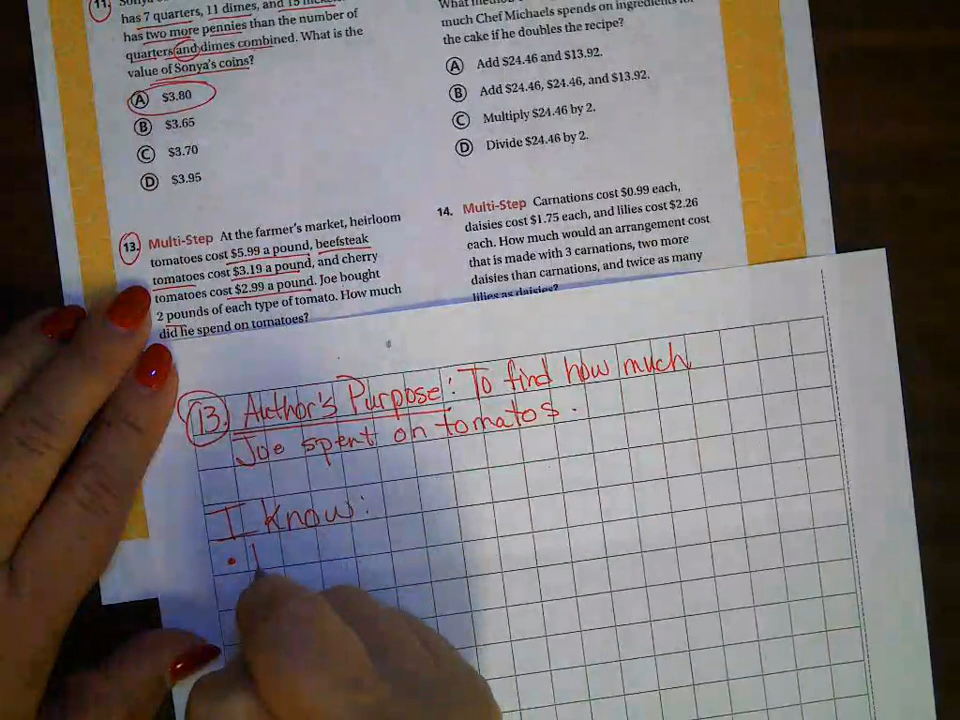 11.
has 7 quarters, 11 dimes, and 15
has two more pennies than the number of
quarters and dimes combined. What is the
value of Sonya's coins?
A $3.80
B $3.65
C $3.70
D $3.95
13. Multi-Step At the farmer's market, heirloom
tomatoes cost $5.99 a pound, beefsteak
tomatoes cost $3.19 a pound, and cherry
tomatoes cost $2.99 a pound. Joe bought
2 pounds of each type of tomato. How much
did he spend on tomatoes?
much Chef Michaels spends on ingredients for
the cake if he doubles the recipe?
A Add $24.46 and $13.92.
B Add $24.46, $24.46, and $13.92.
C Multiply $24.46 by 2.
D Divide $24.46 by 2.
14. Multi-Step Carnations cost $0.99 each,
daisies cost $1.75 each, and lilies cost $2.26
each. How much would an arrangement cost
that is made with 3 carnations, two more
daisies than carnations, and twice as many
lilies as daisies?
13. Author's Purpose: To find how much
Joe spent on tomatos.
I Know: